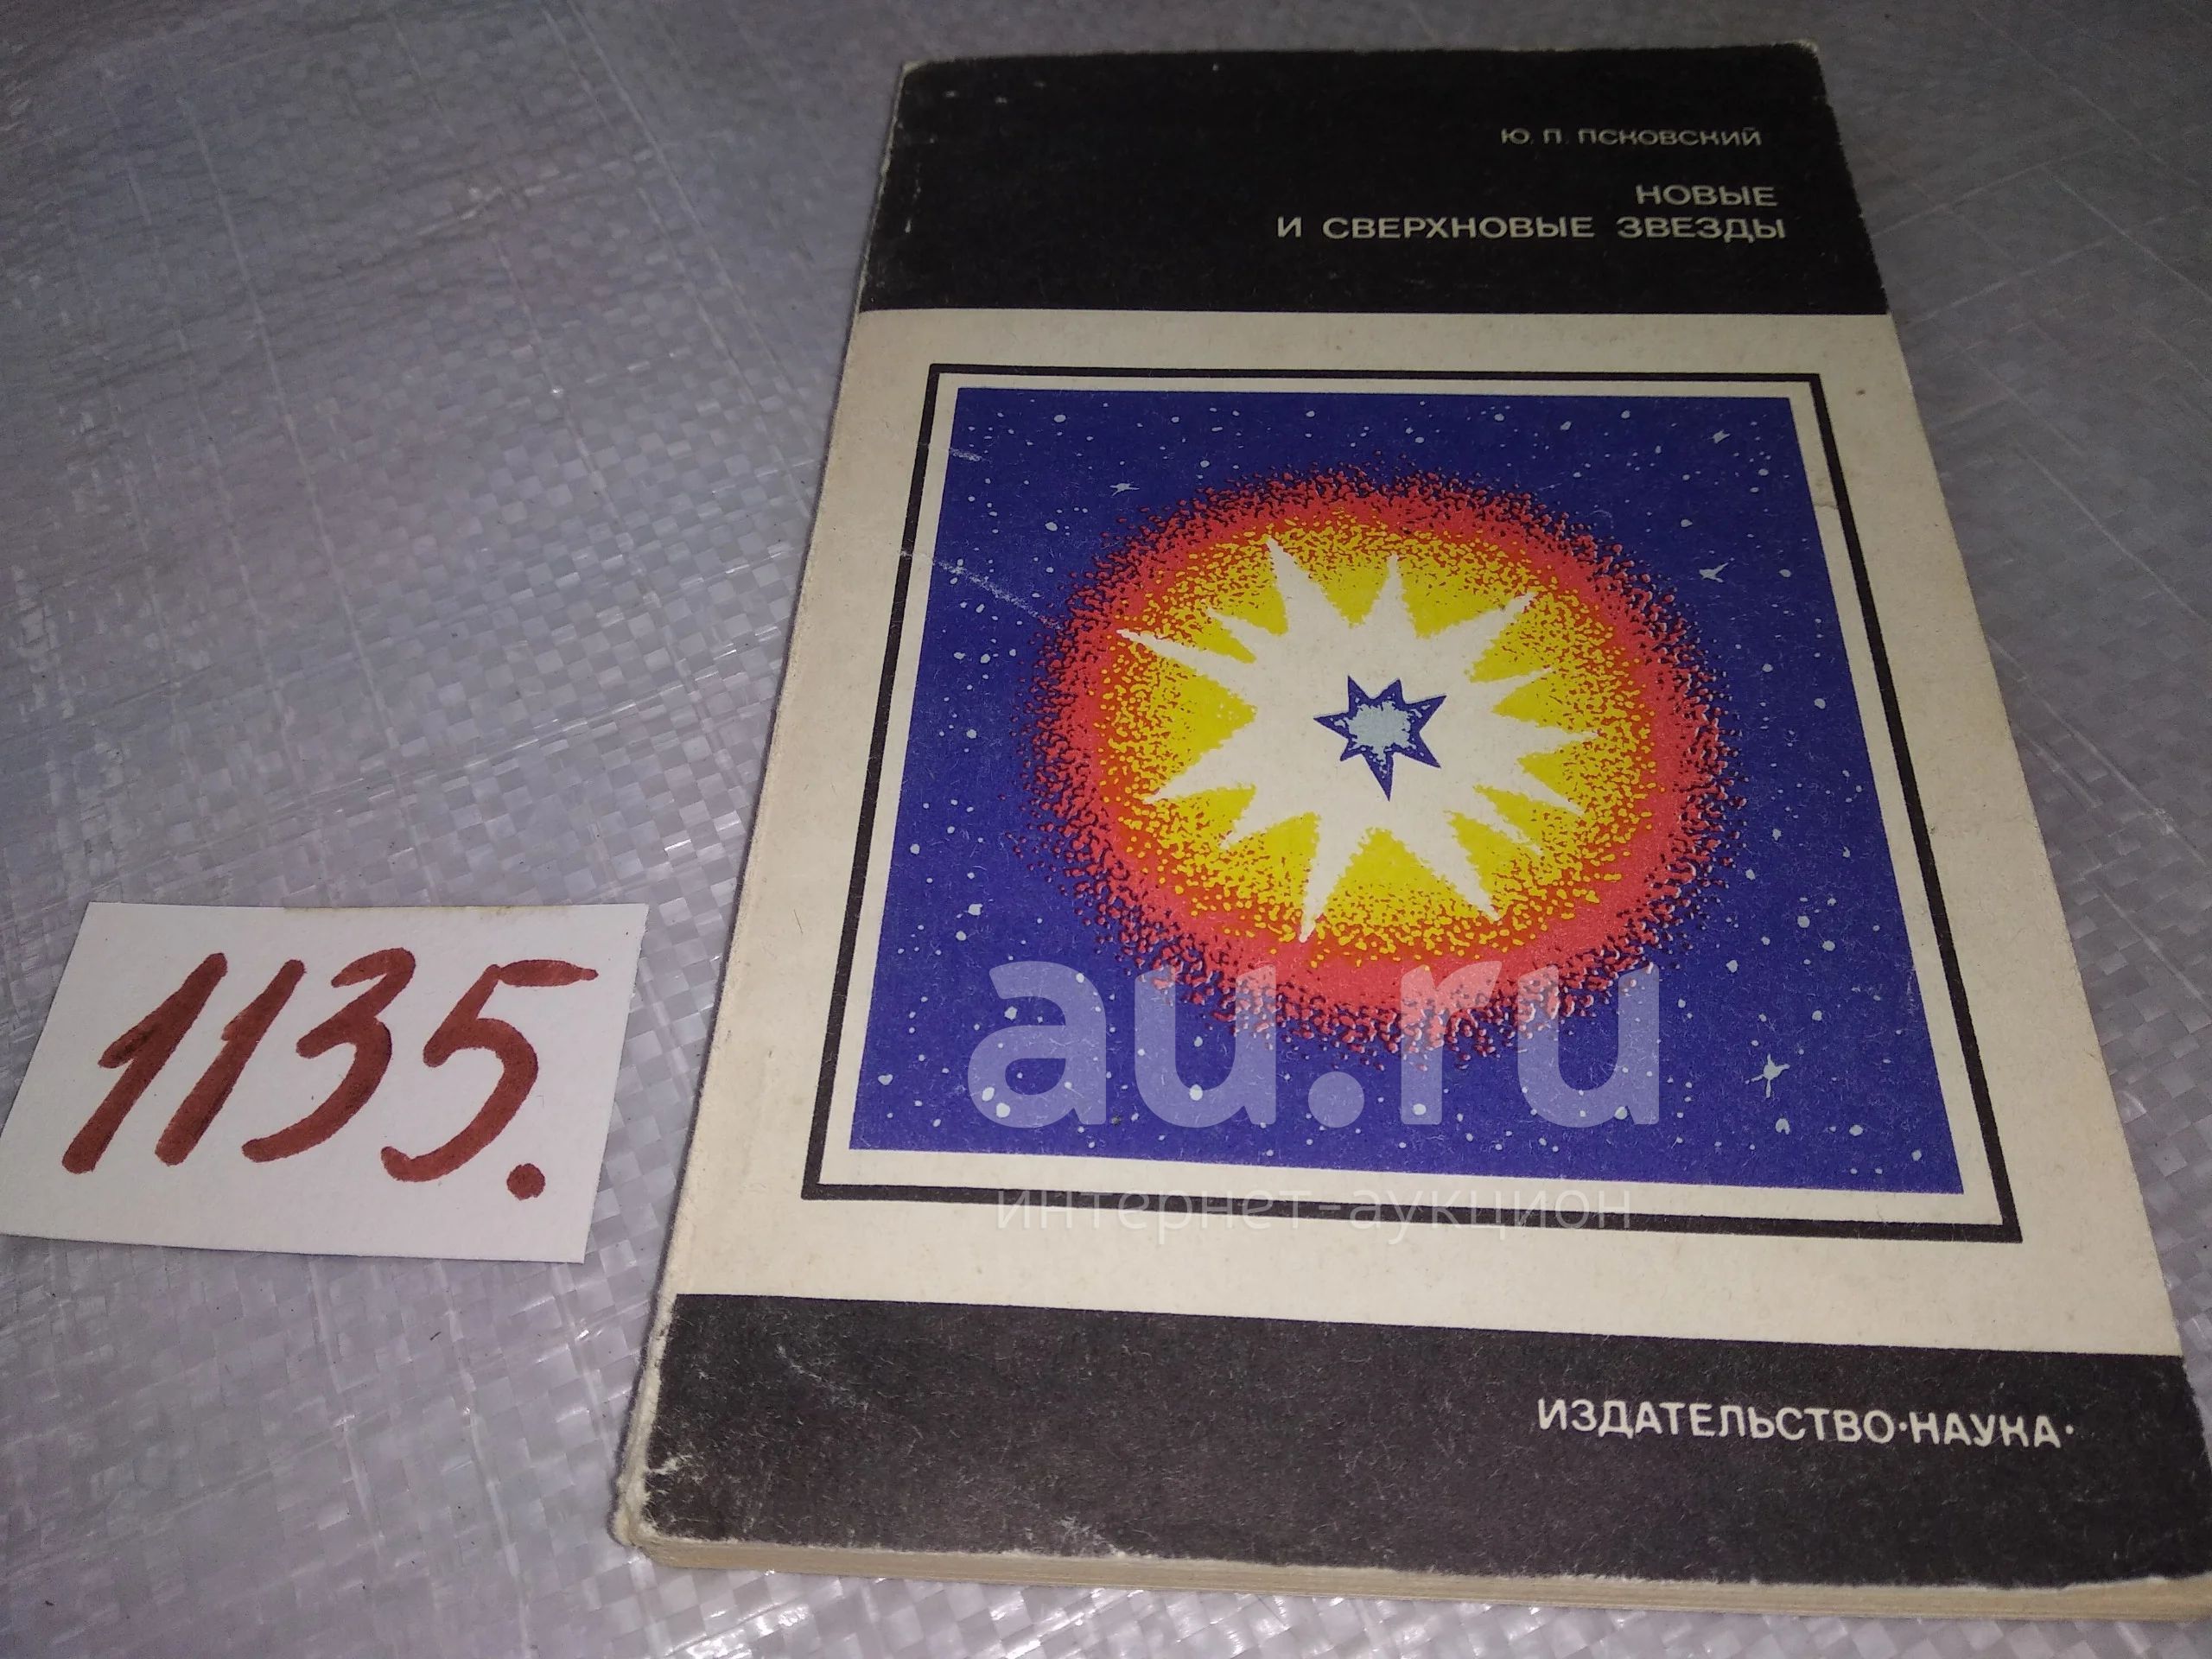 Ю. П. ПСКОВСКИЙ
НОВЫЕ
И СВЕРХНОВЫЕ ЗВЕЗДЫ
1135.
au.ru
интернет-аукцион
ИЗДАТЕЛЬСТВО·НАУКА·